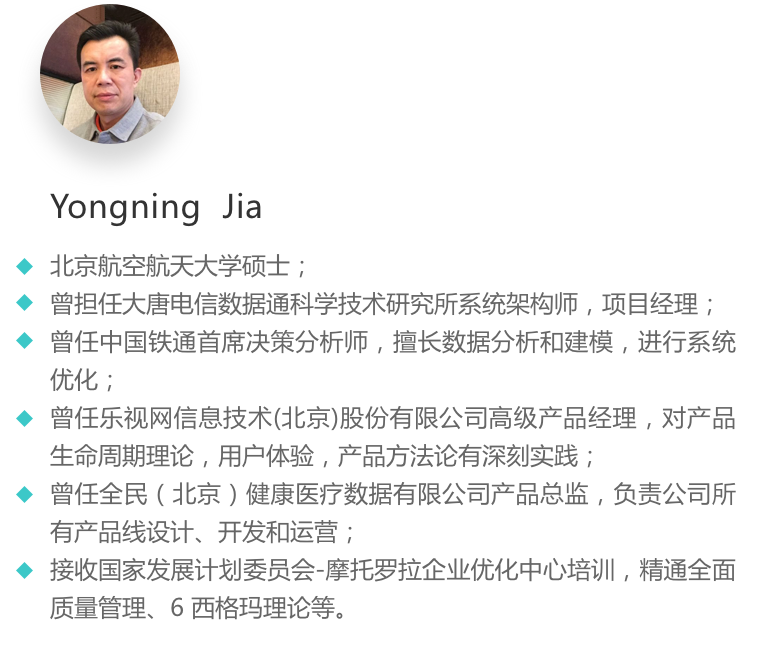 Yongning Jia
北京航空航天大学硕士；
曾担任大唐电信数据通科学技术研究所系统架构师，项目经理；
曾任中国铁通首席决策分析师，擅长数据分析和建模，进行系统
优化；
曾任乐视网信息技术(北京)股份有限公司高级产品经理，对产品
生命周期理论，用户体验，产品方法论有深刻实践；
曾任全民（北京）健康医疗数据有限公司产品总监，负责公司所
有产品线设计、开发和运营；
接收国家发展计划委员会-摩托罗拉企业优化中心培训，精通全面
质量管理、6 西格玛理论等。